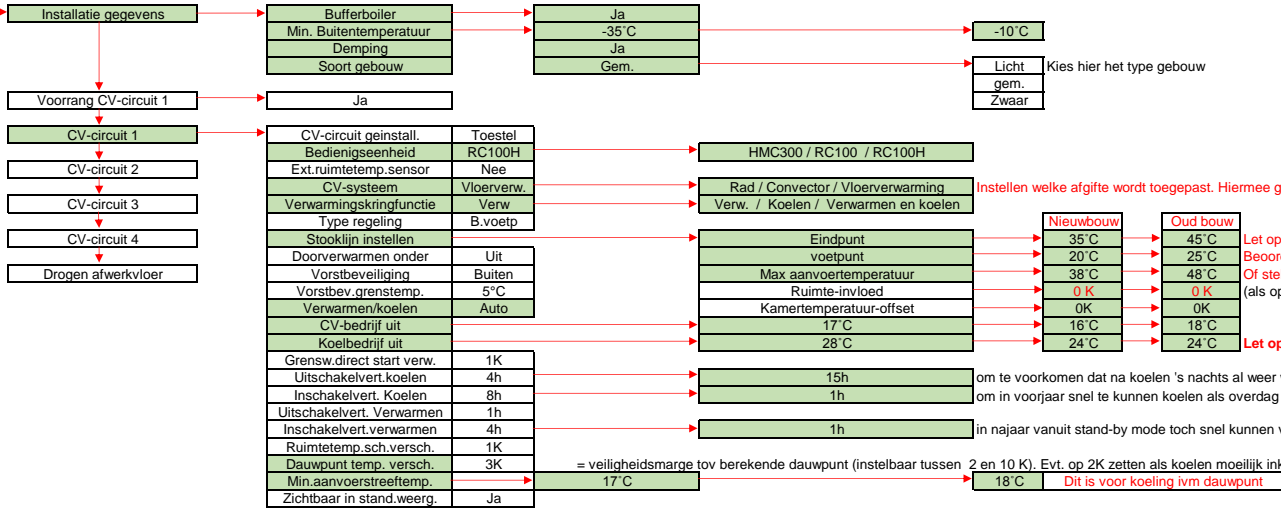 Installatie gegevens Bufferboiler Ja
Min. Buitentemperatuur -35°C -10°C
Demping Ja
Soort gebouw Gem. Licht Kies hier het type gebouw
gem.
Voorrang CV-circuit 1 Ja Zwaar
CV-circuit 1 CV-circuit geinstall. Toestel
Bedienigseenheid RC100H HMC300 / RC100 / RC100H
CV-circuit 2 Ext.ruimtetemp.sensor Nee
CV-systeem Vloerverw. Rad / Convector / Vloerverwarming Instellen welke afgifte wordt toegepast. Hiermee g
CV-circuit 3 Verwarmingskringfunctie Verw Verw. / Koelen / Verwarmen en koelen
Type regeling B.voetp Nieuwbouw Oud bouw
CV-circuit 4 Stooklijn instellen Eindpunt 35°C 45°C Let op
Doorverwarmen onder Uit voetpunt 20°C 25°C Beoor
Drogen afwerkvloer Vorstbeveiliging Buiten Max aanvoertemperatuur 38°C 48°C Of ste
Vorstbev.grenstemp. 5°C Ruimte-invloed 0 K 0 K (als op
Verwarmen/koelen Auto Kamertemperatuur-offset 0K 0K
CV-bedrijf uit 17°C 16°C 18°C
Koelbedrijf uit 28°C 24°C 24°C Let op
Grensw.direct start verw. 1K
Uitschakelvert.koelen 4h 15h om te voorkomen dat na koelen 's nachts al weer
Inschakelvert. Koelen 8h 1h om in voorjaar snel te kunnen koelen als overdag
Uitschakelvert. Verwarmen 1h
Inschakelvert.verwarmen 4h 1h in najaar vanuit stand-by mode toch snel kunnen
Ruimtetemp.sch.versch. 1K
Dauwpunt temp. versch. 3K = veiligheidsmarge tov berekende dauwpunt (instelbaar tussen 2 en 10 K). Evt. op 2K zetten als koelen moeilijk ink
Min.aanvoerstreeftemp. 17°C 18°C Dit is voor koeling ivm dauwpunt
Zichtbaar in stand.weerg. Ja